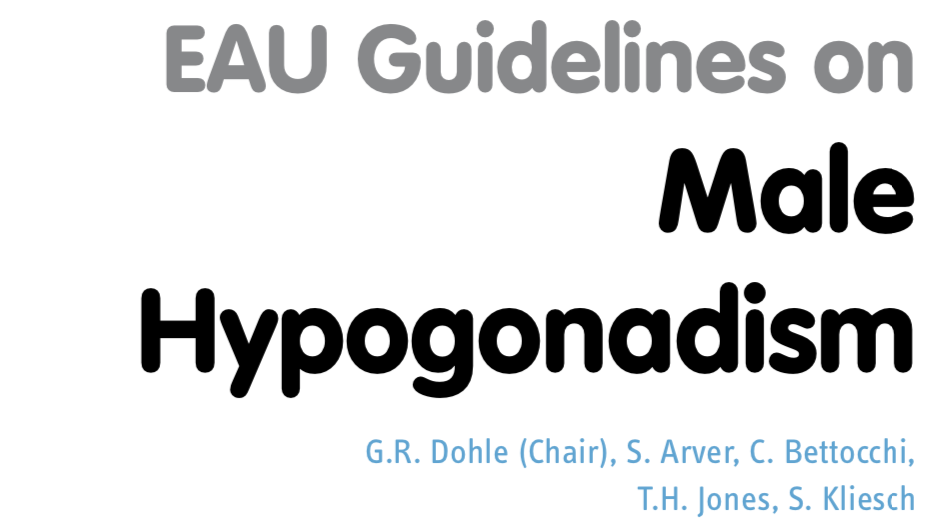 EAU Guidelines on
Male
Hypogonadism
G.R. Dohle (Chair), S. Arver, C. Bettocchi,
T.H. Jones, S. Kliesch